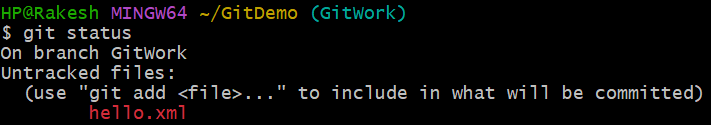 HP@Rakesh MINGW64 ~/GitDemo (GitWork)
$ git status
On branch GitWork
Untracked files:
  (use "git add <file>..." to include in what will be committed)
        hello.xml